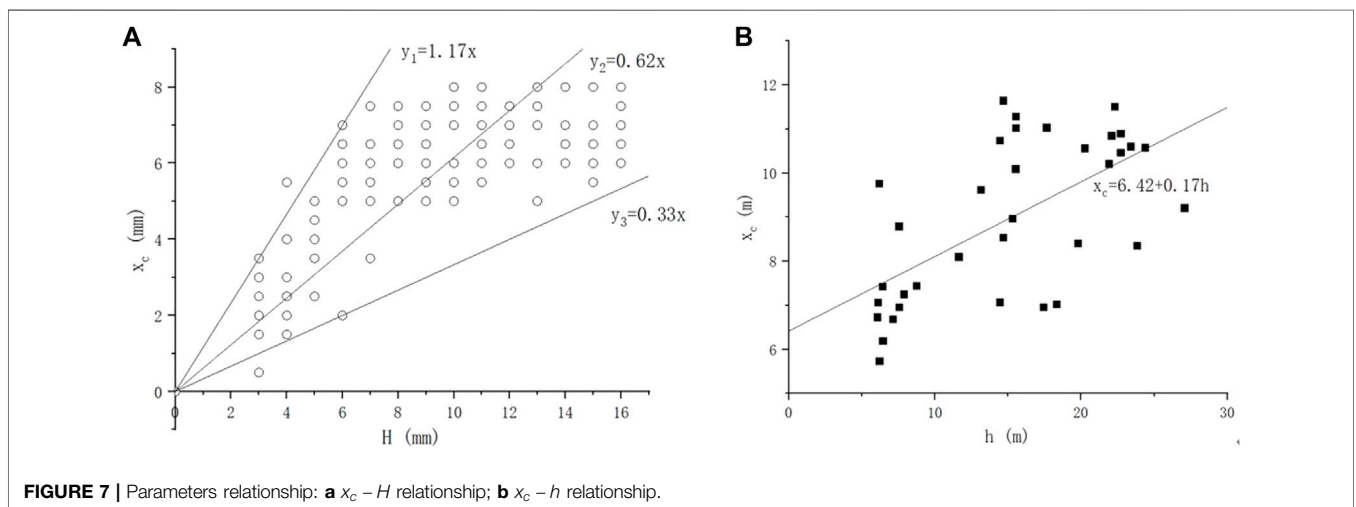 A
B
y₁=1.17x
y₂=0.62x
y₃=0.33x
8
6
4
2
0
x_c (mm)
0 2 4 6 8 10 12 14 16
H (mm)
12
10
8
6
x_c (m)
x_c=6.42+0.17h
0 10 20 30
h (m)
FIGURE 7 | Parameters relationship: a x_c – H relationship; b x_c – h relationship.